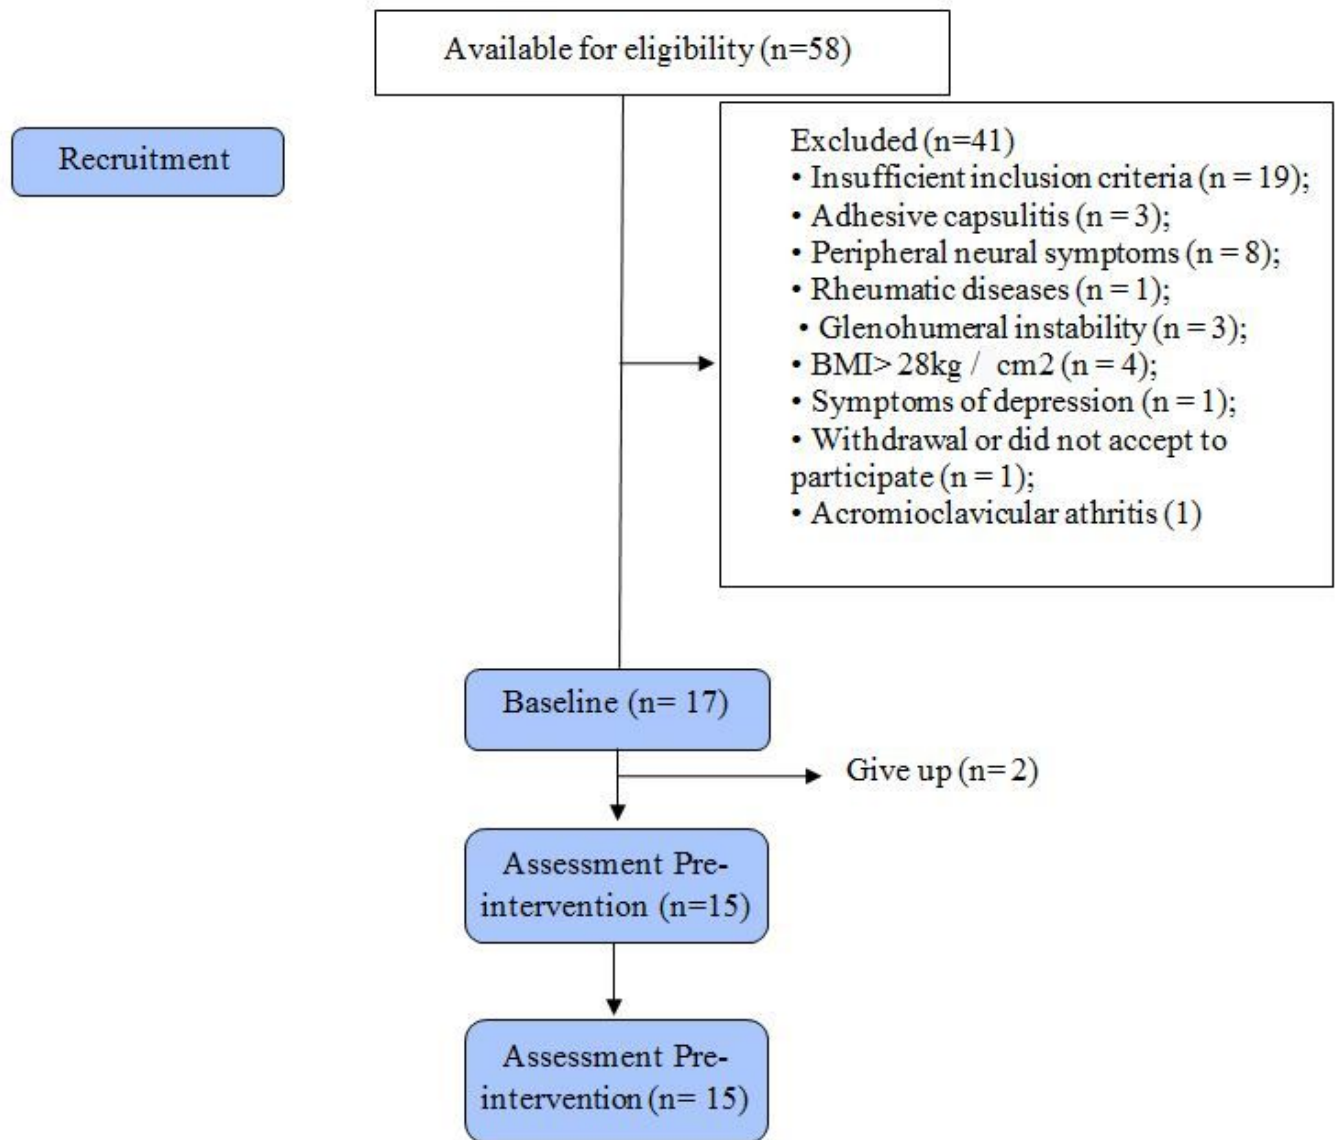 Available for eligibility (n=58)
Recruitment
Excluded (n=41)
• Insufficient inclusion criteria (n = 19);
• Adhesive capsulitis (n = 3);
• Peripheral neural symptoms (n = 8);
• Rheumatic diseases (n = 1);
• Glenohumeral instability (n = 3);
• BMI> 28kg / cm2 (n = 4);
• Symptoms of depression (n = 1);
• Withdrawal or did not accept to
participate (n = 1);
• Acromioclavicular athritis (1)
Baseline (n= 17)
Give up (n= 2)
Assessment Pre-
intervention (n=15)
Assessment Pre-
intervention (n= 15)